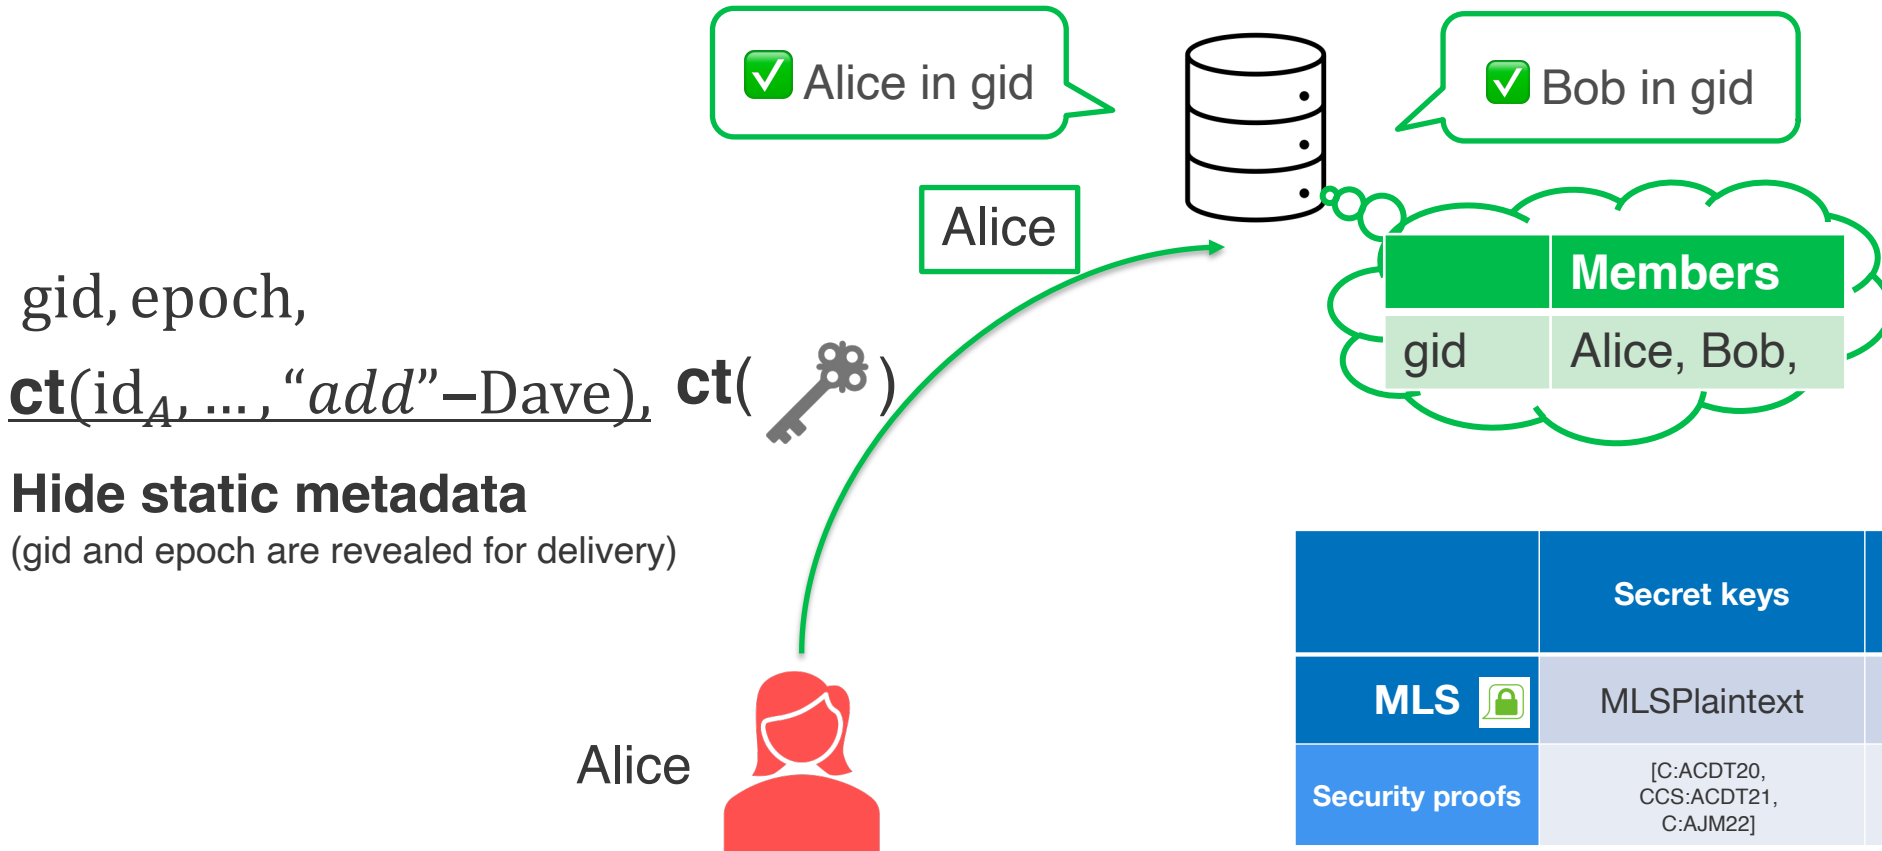 ✅ Alice in gid
✅ Bob in gid
Alice
Members
gid Alice, Bob,
gid, epoch,
ct(id_A, … , “add”–Dave), ct( )
Hide static metadata
(gid and epoch are revealed for delivery)
Alice
Secret keys
MLS MLSPlaintext
Security proofs [C:ACDT20,
CCS:ACDT21,
C:AJM22]